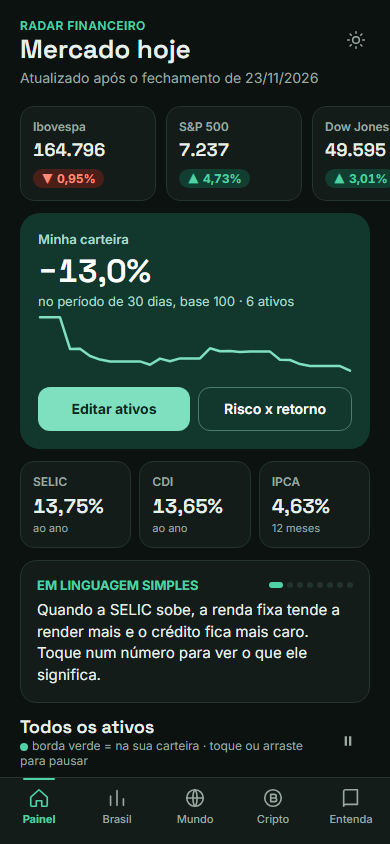 RADAR FINANCEIRO
Mercado hoje
Atualizado após o fechamento de 23/11/2026
Ibovespa
164.796
▼ 0,95%
S&P 500
7.237
▲ 4,73%
Dow Jones
49.595
▲ 3,01%
Minha carteira
−13,0%
no período de 30 dias, base 100 · 6 ativos
Editar ativos
Risco x retorno
SELIC
13,75%
ao ano
CDI
13,65%
ao ano
IPCA
4,63%
12 meses
EM LINGUAGEM SIMPLES
Quando a SELIC sobe, a renda fixa tende a
render mais e o crédito fica mais caro.
Toque num número para ver o que ele
significa.
Todos os ativos
borda verde = na sua carteira · toque ou arraste
para pausar
Painel
Brasil
Mundo
Cripto
Entenda